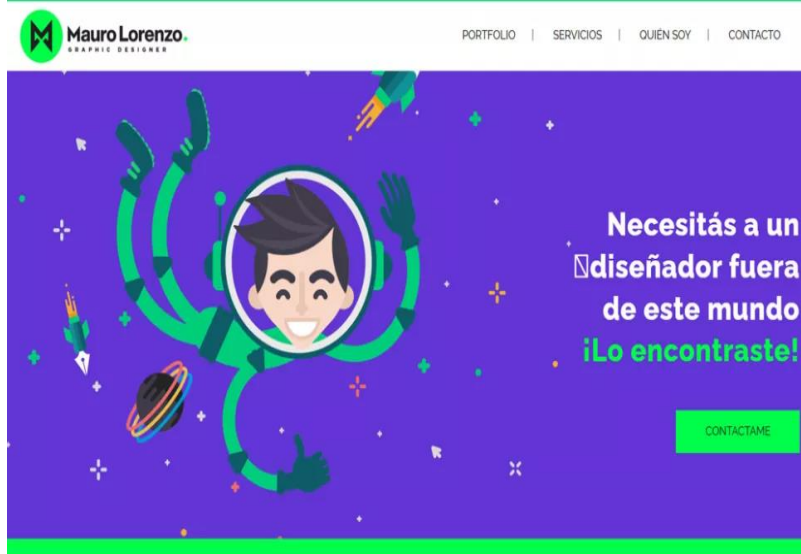 Mauro Lorenzo.
GRAPHIC DESIGNER
PORTFOLIO | SERVICIOS | QUIÉN SOY | CONTACTO
Necesitás a un
diseñador fuera
de este mundo
¡Lo encontraste!
CONTACTAME